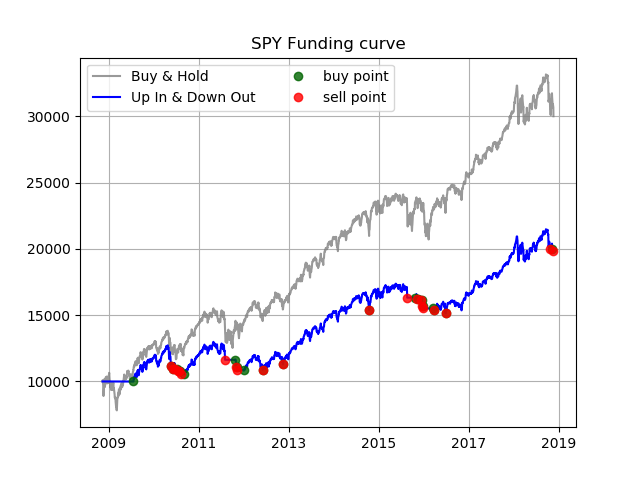 SPY Funding curve
Buy & Hold
Up In & Down Out
buy point
sell point
30000
25000
20000
15000
10000
2009 2011 2013 2015 2017 2019